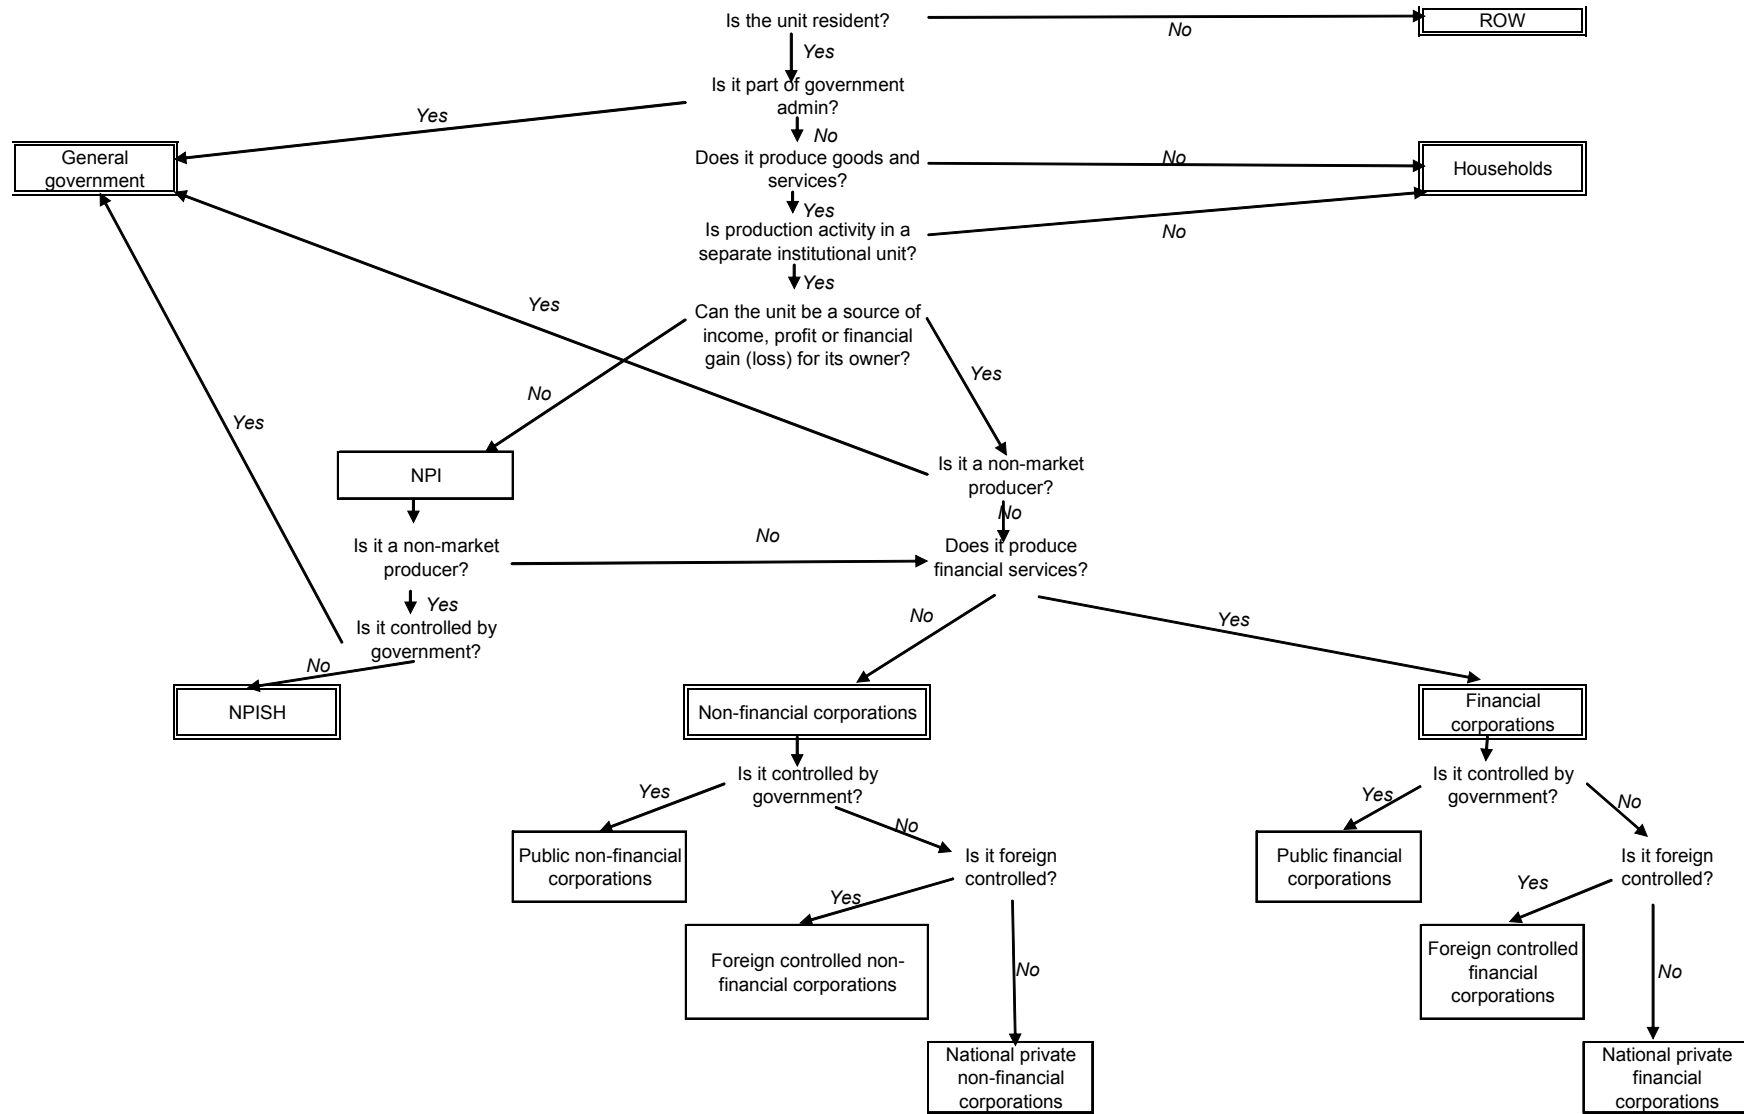 Is the unit resident?
No
ROW
Yes
Is it part of government
admin?
Yes
No
General
government
Does it produce goods and
services?
No
Households
Yes
Is production activity in a
separate institutional unit?
No
Yes
Can the unit be a source of
income, profit or financial
gain (loss) for its owner?
Yes
Yes
No
Yes
NPI
Is it a non-market
producer?
No
Is it a non-market
producer?
No
Does it produce
financial services?
Yes
Is it controlled by
government?
No
Yes
No
NPISH
Non-financial corporations
Financial
corporations
Is it controlled by
government?
Yes
No
Is it controlled by
government?
Yes
No
Public non-financial
corporations
Is it foreign
controlled?
Public financial
corporations
Is it foreign
controlled?
Yes
Yes
Foreign controlled non-
financial corporations
No
Foreign controlled
financial
corporations
No
National private
non-financial
corporations
National private
financial
corporations